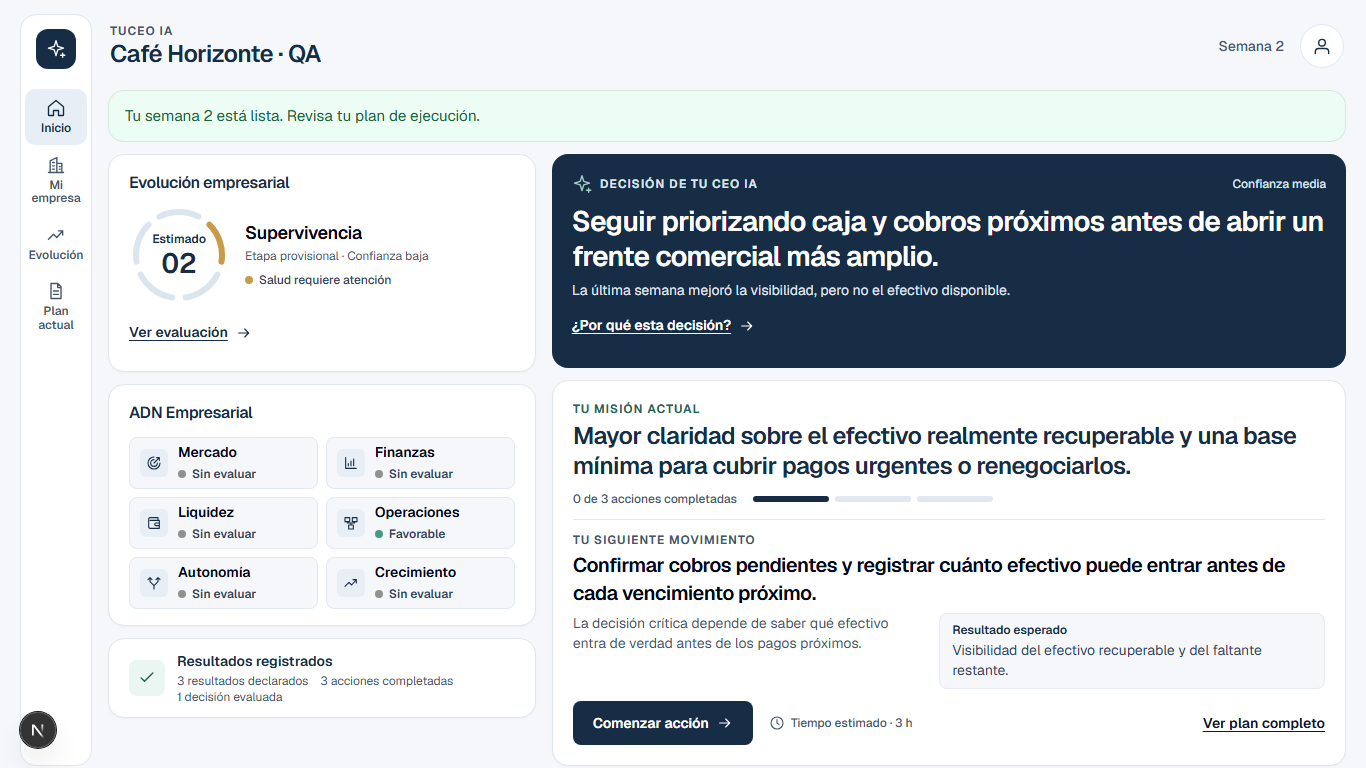 TUCEO IA
Café Horizonte · QA
Semana 2
Inicio
Mi
empresa
Evolución
Plan
actual
N
Tu semana 2 está lista. Revisa tu plan de ejecución.
Evolución empresarial
Estimado
02
Supervivencia
Etapa provisional · Confianza baja
Salud requiere atención
Ver evaluación
ADN Empresarial
Mercado
Sin evaluar
Finanzas
Sin evaluar
Liquidez
Sin evaluar
Operaciones
Favorable
Autonomía
Sin evaluar
Crecimiento
Sin evaluar
Resultados registrados
3 resultados declarados 3 acciones completadas
1 decisión evaluada
DECISIÓN DE TU CEO IA
Confianza media
Seguir priorizando caja y cobros próximos antes de abrir un
frente comercial más amplio.
La última semana mejoró la visibilidad, pero no el efectivo disponible.
¿Por qué esta decisión?
TU MISIÓN ACTUAL
Mayor claridad sobre el efectivo realmente recuperable y una base
mínima para cubrir pagos urgentes o renegociarlos.
0 de 3 acciones completadas
TU SIGUIENTE MOVIMIENTO
Confirmar cobros pendientes y registrar cuánto efectivo puede entrar antes de
cada vencimiento próximo.
La decisión crítica depende de saber qué efectivo
entra de verdad antes de los pagos próximos.
Resultado esperado
Visibilidad del efectivo recuperable y del faltante
restante.
Comenzar acción
Tiempo estimado · 3 h
Ver plan completo